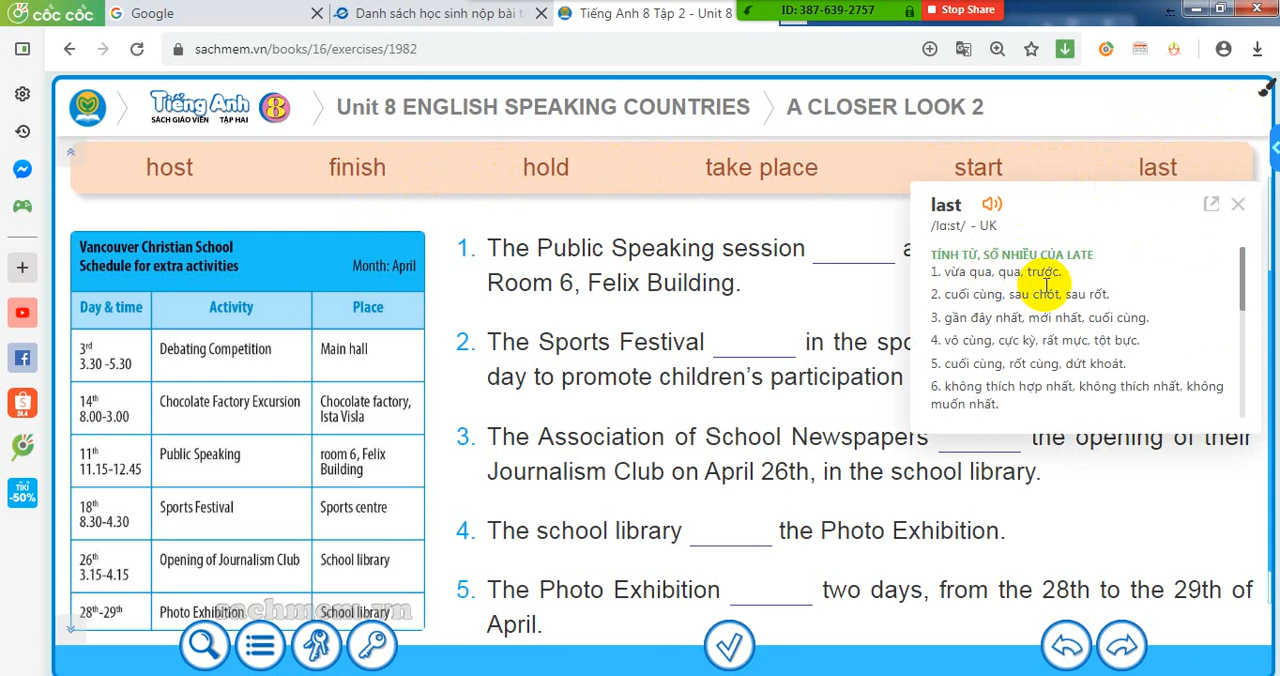 cốc cốc
Google
Danh sách học sinh nộp bài t
Tiếng Anh 8 Tập 2 - Unit 8
ID: 387-639-2757
Stop Share
sachmem.vn/books/16/exercises/1982
Tiếng Anh 8
SÁCH GIÁO VIÊN TẬP HAI
Unit 8 ENGLISH SPEAKING COUNTRIES
A CLOSER LOOK 2
host finish hold take place start last
last
/lɑːst/ - UK
TÍNH TỪ, SỐ NHIỀU CỦA LATE
1. vừa qua, qua, trước.
2. cuối cùng, sau chót, sau rốt.
3. gần đây nhất, mới nhất, cuối cùng.
4. vô cùng, cực kỳ, rất mực, tột bực.
5. cuối cùng, rốt cùng, dứt khoát.
6. không thích hợp nhất, không thích nhất, không
muốn nhất.
Vancouver Christian School
Schedule for extra activities Month: April
Day & time Activity Place
3rd
3.30 -5.30 Debating Competition Main hall
14th
8.00-3.00 Chocolate Factory Excursion Chocolate factory,
Ista Visla
11th
11.15-12.45 Public Speaking room 6, Felix
Building
18th
8.30-4.30 Sports Festival Sports centre
26th
3.15-4.15 Opening of Journalism Club School library
28th-29th Photo Exhibition School library
sachmem.vn
1. The Public Speaking session ______ a
Room 6, Felix Building.
2. The Sports Festival ______ in the spo
day to promote children's participation
3. The Association of School Newspapers ______ the opening of their
Journalism Club on April 26th, in the school library.
4. The school library ______ the Photo Exhibition.
5. The Photo Exhibition ______ two days, from the 28th to the 29th of
April.
TIKI
-50%